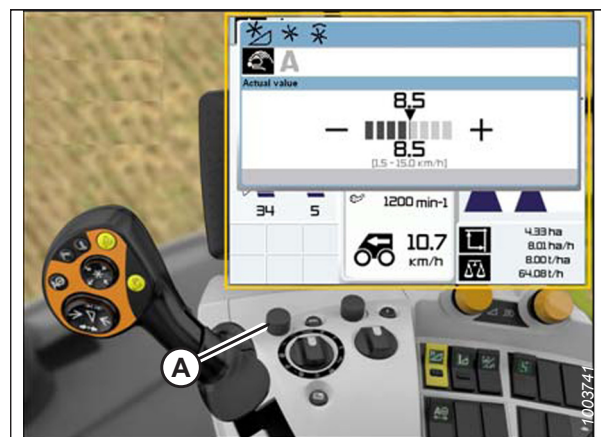 A
Actual value
8.5
8.5
[1.5 - 15.0 km/h]
34
5
1200 min-1
10.7
km/h
4.33 ha
8.01 ha/h
8.00 t/ha
64.08 t/h
A
1003741